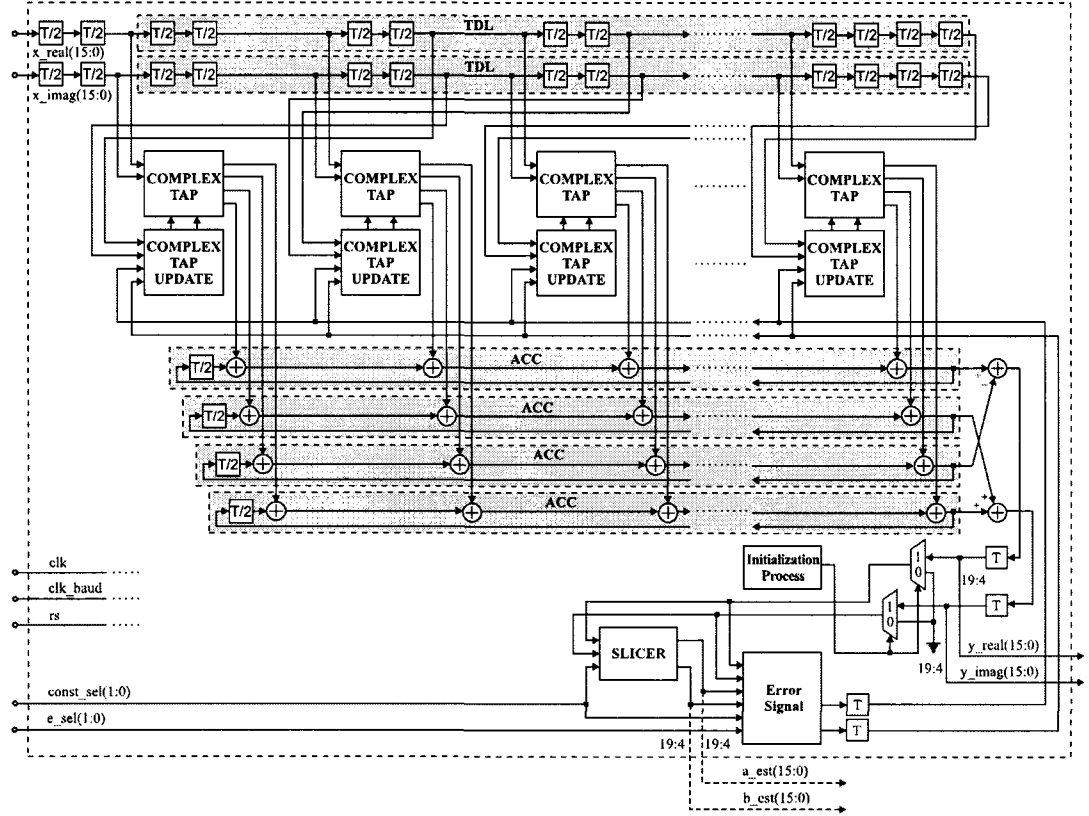 T/2 T/2 T/2 T/2 TDL T/2 T/2 T/2 T/2 T/2 T/2 T/2 T/2
x_real(15:0)
T/2 T/2 T/2 T/2 TDL T/2 T/2 T/2 T/2 T/2 T/2 T/2 T/2
x_imag(15:0)
COMPLEX TAP
COMPLEX TAP
COMPLEX TAP
COMPLEX TAP
COMPLEX TAP UPDATE
COMPLEX TAP UPDATE
COMPLEX TAP UPDATE
COMPLEX TAP UPDATE
ACC
T/2
ACC
T/2
ACC
T/2
ACC
T/2
clk
clk_baud
rs
Initialization
Process
1
0
T
19:4
1
0
T
19:4
y_real(15:0)
y_imag(15:0)
SLICER
const_sel(1:0)
e_sel(1:0)
Error
Signal
T
T
19:4 19:4
a_est(15:0)
b_est(15:0)